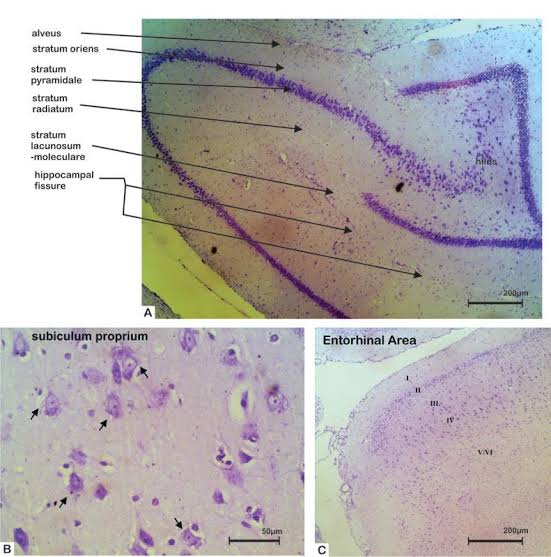 alveus
stratum oriens
stratum
pyramidale
stratum
radiatum
stratum
lacunosum
-moleculare
hippocampal
fissure
hilus
200µm
A
subiculum proprium
50µm
B
Entorhinal Area
I
II
III
IV
V/VI
200µm
C